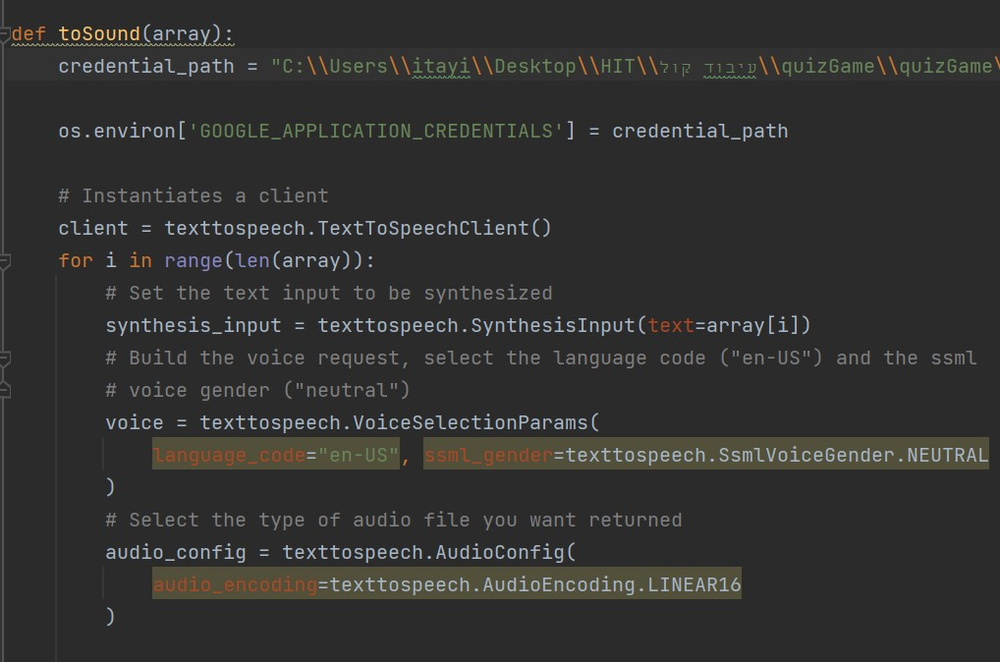 def toSound(array):
credential_path = "C:\\Users\\itayi\\Desktop\\HIT\\עיבוד קול\\quizGame\\quizGame\
os.environ['GOOGLE_APPLICATION_CREDENTIALS'] = credential_path
# Instantiates a client
client = texttospeech.TextToSpeechClient()
for i in range(len(array)):
# Set the text input to be synthesized
synthesis_input = texttospeech.SynthesisInput(text=array[i])
# Build the voice request, select the language code ("en-US") and the ssml
# voice gender ("neutral")
voice = texttospeech.VoiceSelectionParams(
language_code="en-US", ssml_gender=texttospeech.SsmlVoiceGender.NEUTRAL
)
# Select the type of audio file you want returned
audio_config = texttospeech.AudioConfig(
audio_encoding=texttospeech.AudioEncoding.LINEAR16
)